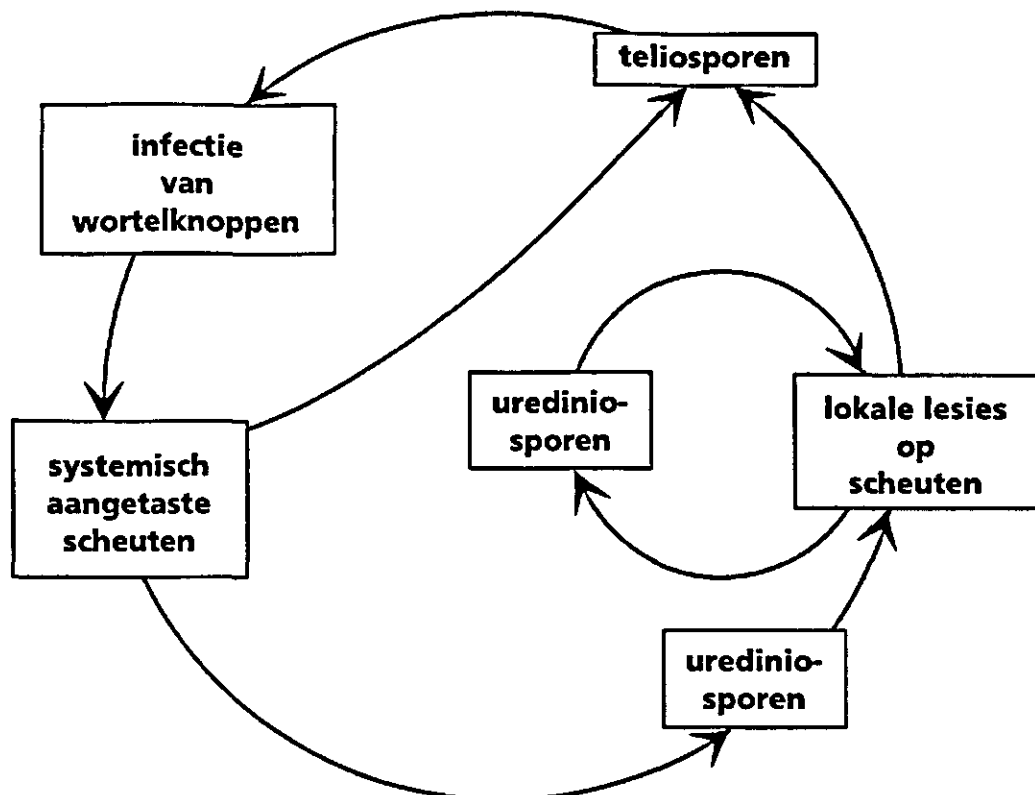 teliosporen
infectie
van
wortelknoppen
uredinio-
sporen
lokale lesies
op
scheuten
systemisch
aangetaste
scheuten
uredinio-
sporen